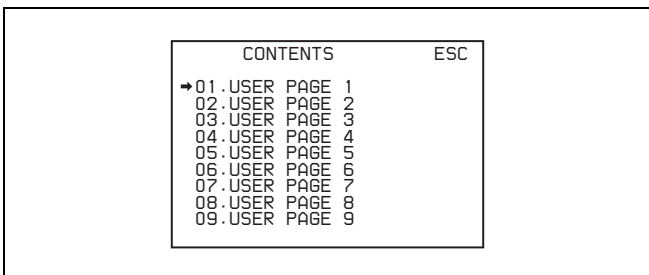 CONTENTS ESC
➡01.USER PAGE 1
02.USER PAGE 2
03.USER PAGE 3
04.USER PAGE 4
05.USER PAGE 5
06.USER PAGE 6
07.USER PAGE 7
08.USER PAGE 8
09.USER PAGE 9